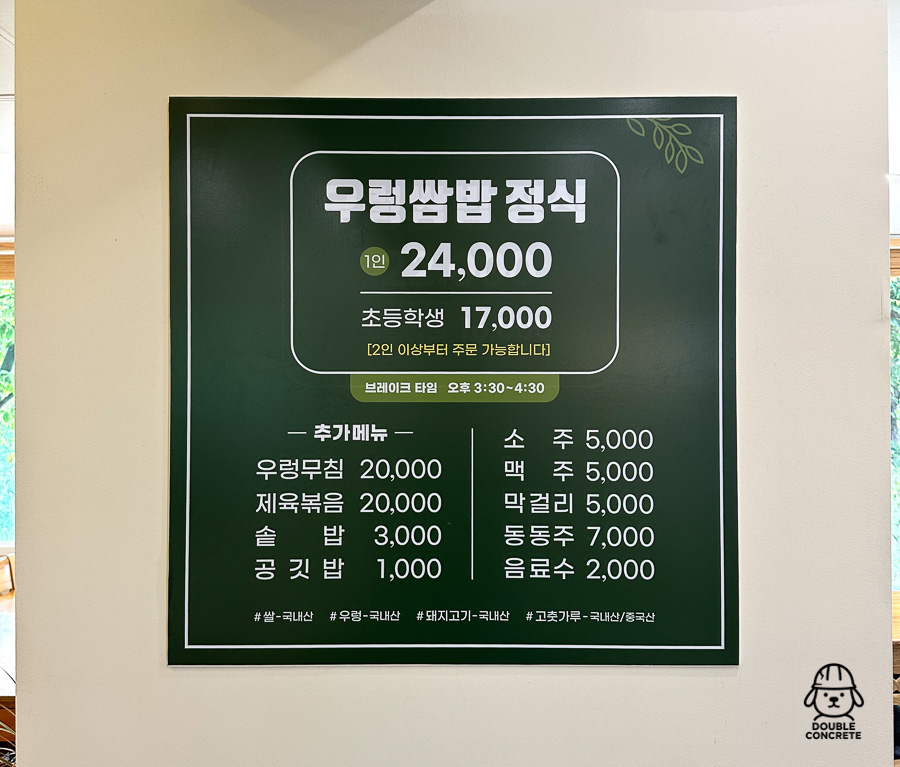 우렁쌈밥 정식
1인 24,000
초등학생 17,000
[2인 이상부터 주문 가능합니다]
브레이크 타임 오후 3:30~4:30
추가메뉴
우렁무침 20,000
제육볶음 20,000
솥밥 3,000
공깃밥 1,000
소주 5,000
맥주 5,000
막걸리 5,000
동동주 7,000
음료수 2,000
#쌀-국내산 #우렁-국내산 #돼지고기-국내산 #고춧가루-국내산/중국산
DOUBLE
CONCRETE